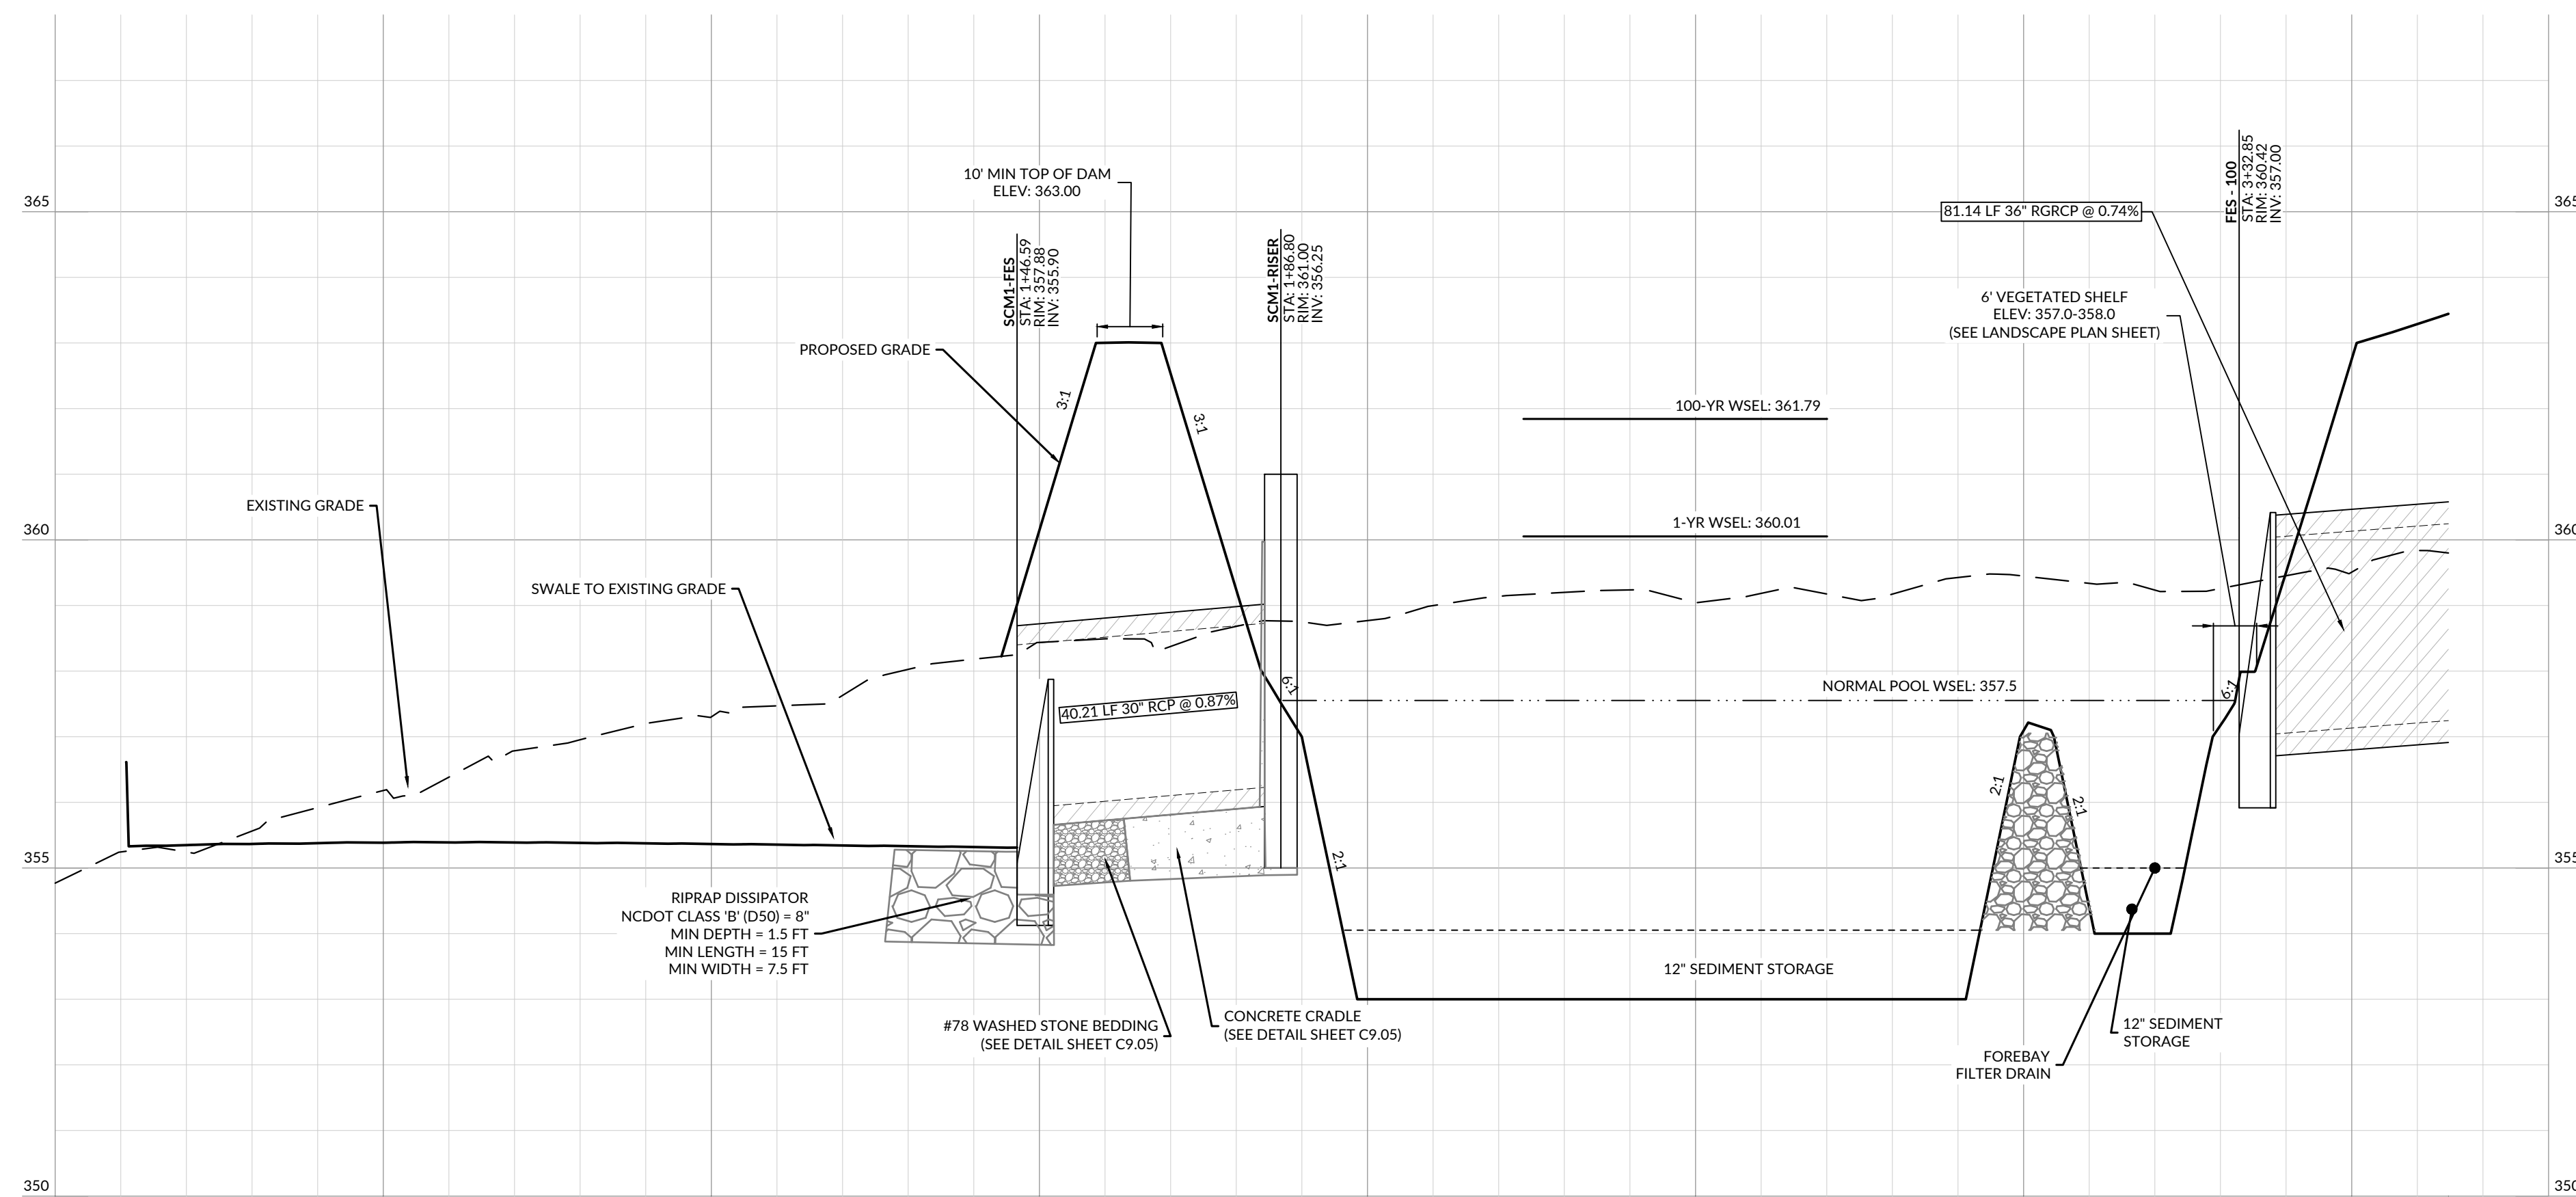 10' MIN TOP OF DAM
ELEV: 363.00
FES - 100
STA: 3+32.85
RIM: 360.42
INV: 357.00
365
81.14 LF 36" RGRCP @ 0.74%
SCM1-FES
STA: 1+46.59
RIM: 357.88
INV: 355.90
SCM1-RISER
STA: 1+86.80
RIM: 361.00
INV: 356.25
6' VEGETATED SHELF
ELEV: 357.0-358.0
(SEE LANDSCAPE PLAN SHEET)
PROPOSED GRADE
3:1
3:1
100-YR WSEL: 361.79
EXISTING GRADE
360
1-YR WSEL: 360.01
SWALE TO EXISTING GRADE
6:1
NORMAL POOL WSEL: 357.5
6:1
40.21 LF 30" RCP @ 0.87%
2:1
2:1
355
2:1
RIPRAP DISSIPATOR
NCDOT CLASS 'B' (D50) = 8"
MIN DEPTH = 1.5 FT
MIN LENGTH = 15 FT
MIN WIDTH = 7.5 FT
12" SEDIMENT STORAGE
#78 WASHED STONE BEDDING
(SEE DETAIL SHEET C9.05)
CONCRETE CRADLE
(SEE DETAIL SHEET C9.05)
12" SEDIMENT
STORAGE
FOREBAY
FILTER DRAIN
350